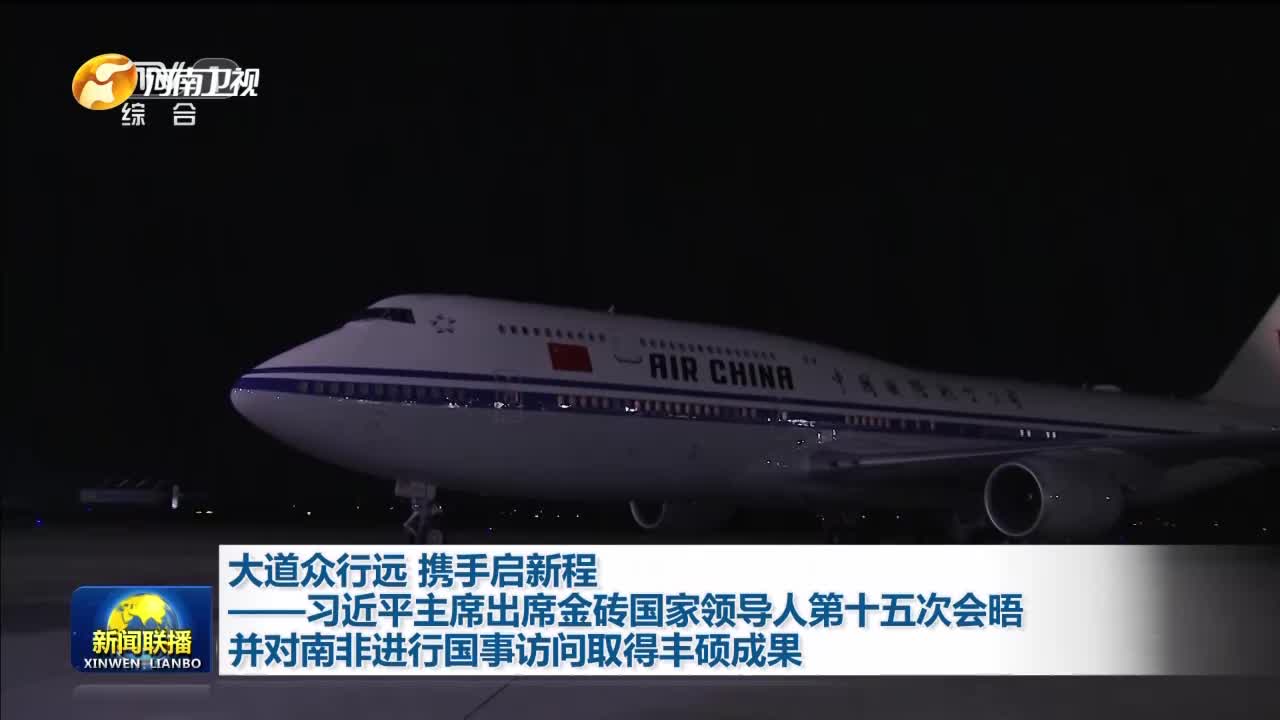 河南卫视
综 合
AIR CHINA
大道众行远 携手启新程
——习近平主席出席金砖国家领导人第十五次会晤
并对南非进行国事访问取得丰硕成果
新闻联播
XINWEN LIANBO